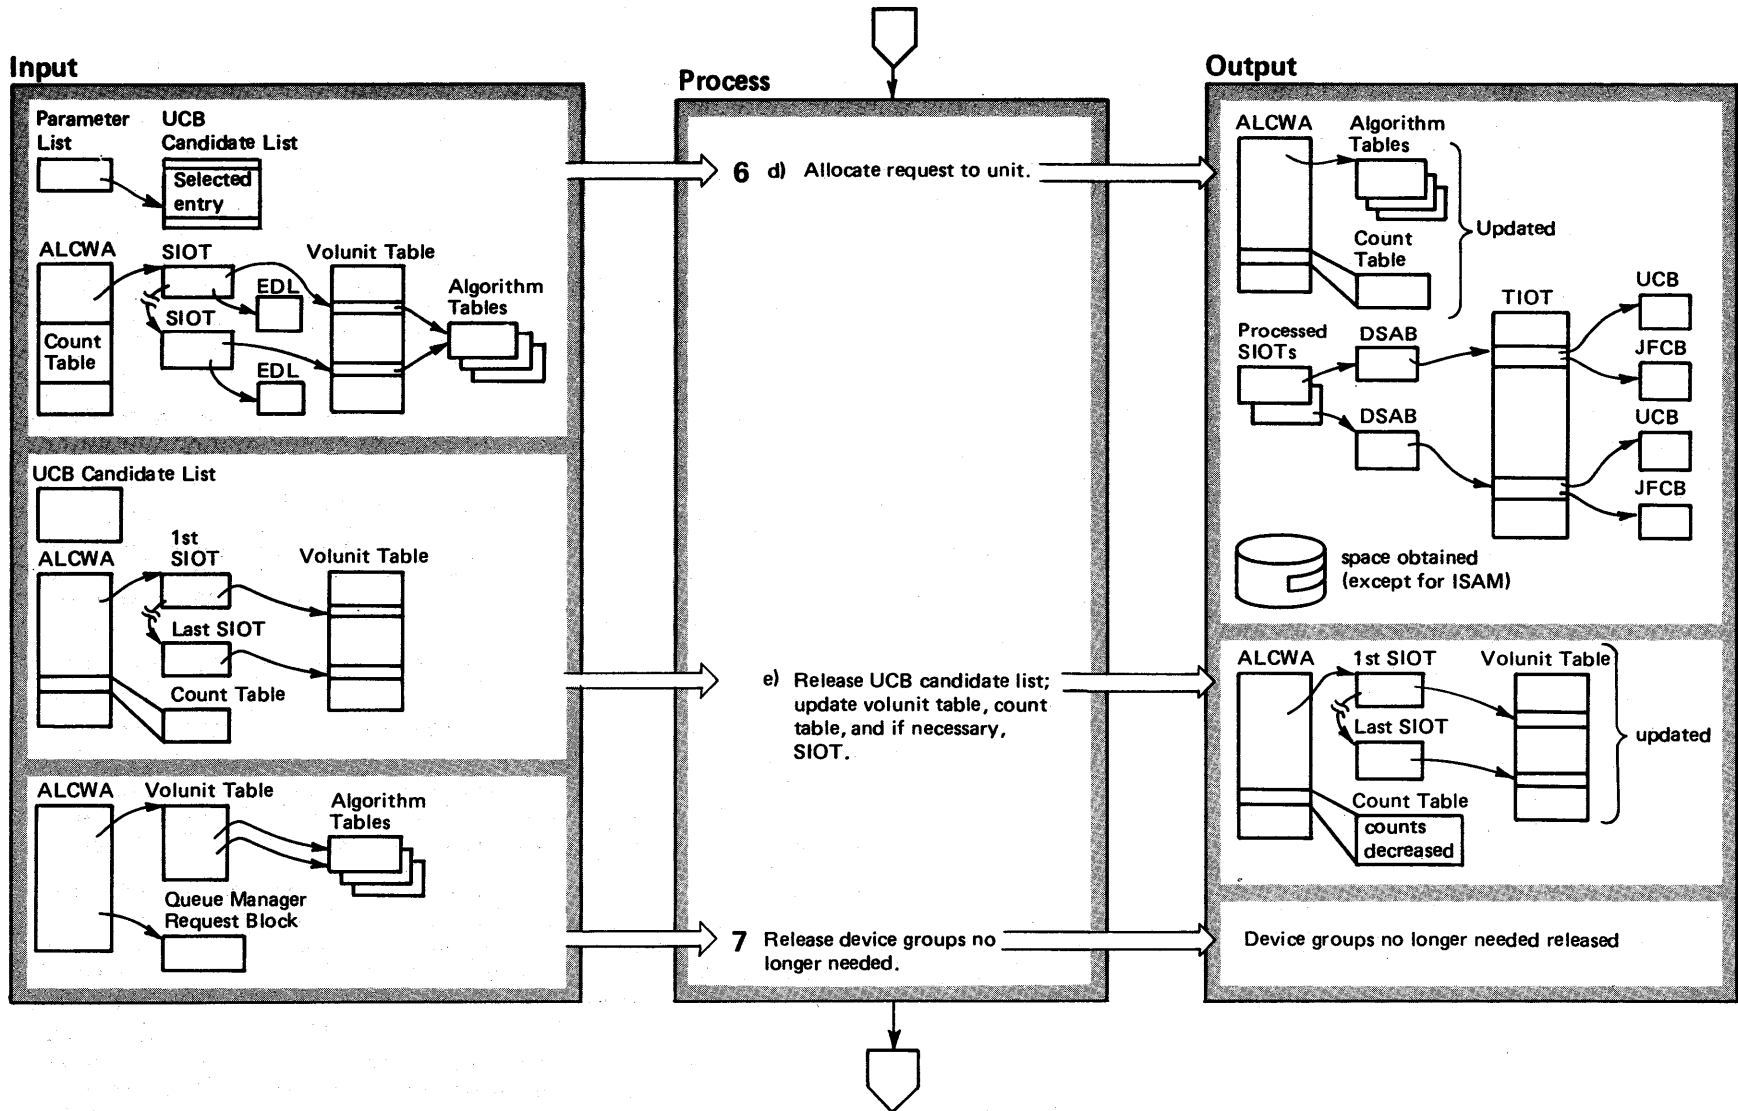 Input
Parameter
List
UCB
Candidate List
Selected
entry
ALCWA
SIOT
Volunit Table
EDL
Algorithm
Tables
SIOT
Count
Table
EDL
UCB Candidate List
ALCWA
1st
SIOT
Volunit Table
Last SIOT
Count Table
ALCWA
Volunit Table
Algorithm
Tables
Queue Manager
Request Block
Process
6 d) Allocate request to unit.
e) Release UCB candidate list;
update volunit table, count
table, and if necessary,
SIOT.
7 Release device groups no
longer needed.
Output
ALCWA
Algorithm
Tables
Updated
Count
Table
TIOT
UCB
Processed
SIOTs
DSAB
JFCB
DSAB
UCB
JFCB
space obtained
(except for ISAM)
ALCWA
1st SIOT
Volunit Table
Last SIOT
updated
Count Table
counts
decreased
Device groups no longer needed released